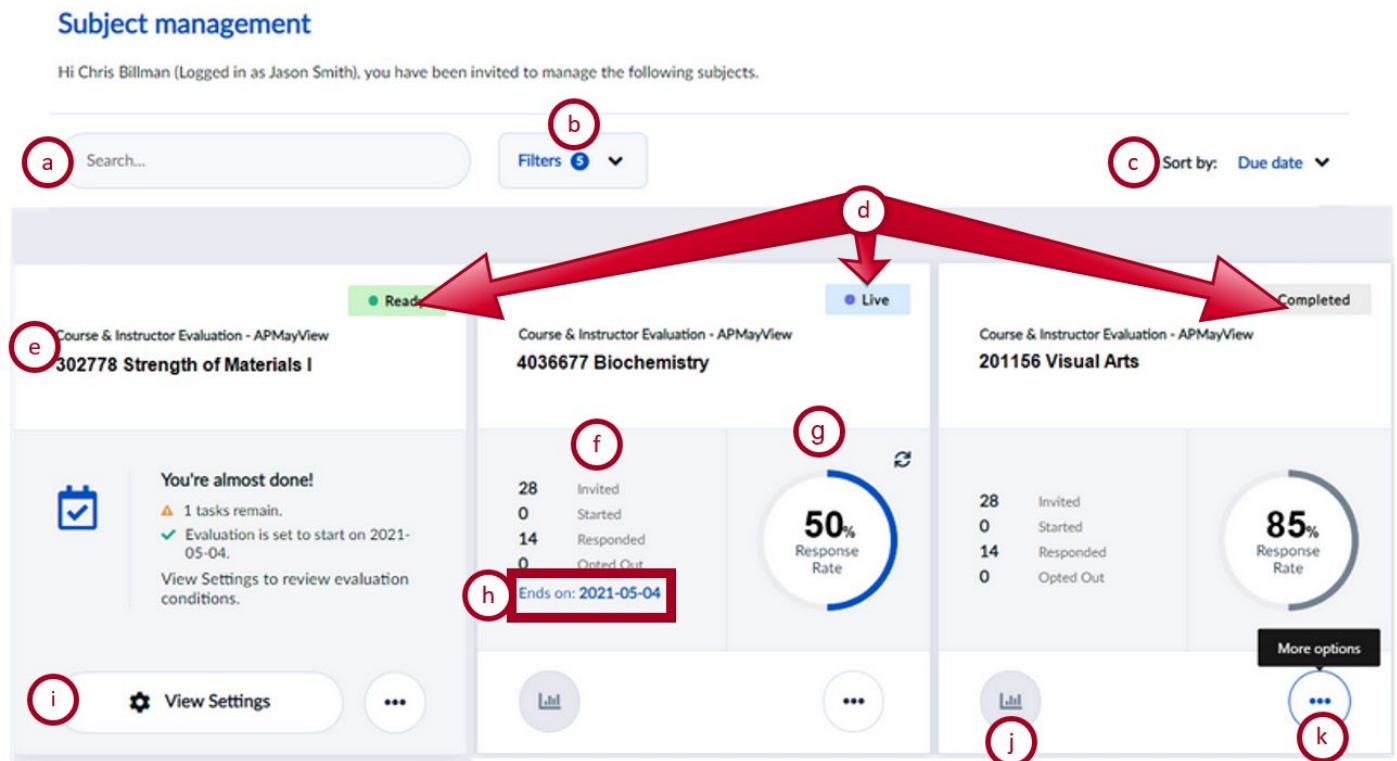 Subject management
Hi Chris Billman (Logged in as Jason Smith), you have been invited to manage the following subjects.
b
a
Search...
Filters 5
c
Sort by: Due date
d
Ready
Live
Completed
e
Course & Instructor Evaluation - APMayView
302778 Strength of Materials I
Course & Instructor Evaluation - APMayView
4036677 Biochemistry
Course & Instructor Evaluation - APMayView
201156 Visual Arts
You're almost done!
1 tasks remain.
Evaluation is set to start on 2021-
05-04.
View Settings to review evaluation
conditions.
f
28 Invited
0 Started
14 Responded
0 Opted Out
h
Ends on: 2021-05-04
g
50%
Response
Rate
28 Invited
0 Started
14 Responded
0 Opted Out
85%
Response
Rate
More options
i
View Settings
j
k